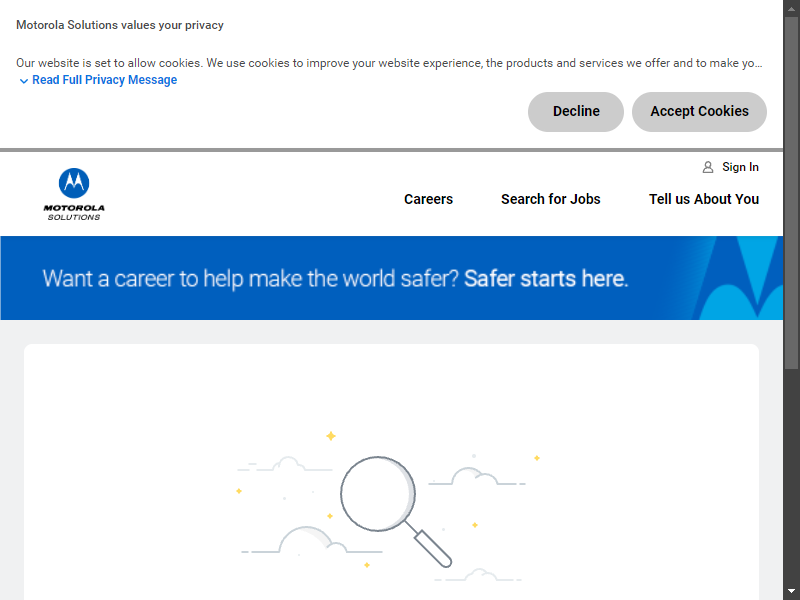 Motorola Solutions values your privacy
Our website is set to allow cookies. We use cookies to improve your website experience, the products and services we offer and to make yo...
Read Full Privacy Message
Decline
Accept Cookies
Sign In
MOTOROLA
SOLUTIONS
Careers
Search for Jobs
Tell us About You
Want a career to help make the world safer? Safer starts here.